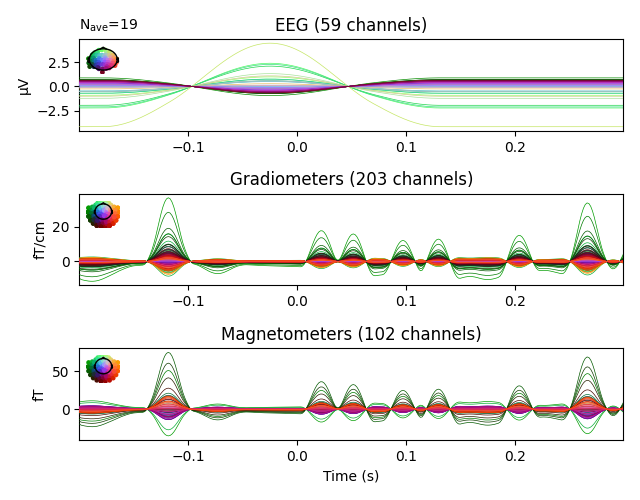 N_ave=19
EEG (59 channels)
µV
2.5
0.0
−2.5
−0.1 0.0 0.1 0.2
Gradiometers (203 channels)
fT/cm
20
0
−0.1 0.0 0.1 0.2
Magnetometers (102 channels)
fT
50
0
−0.1 0.0 0.1 0.2
Time (s)